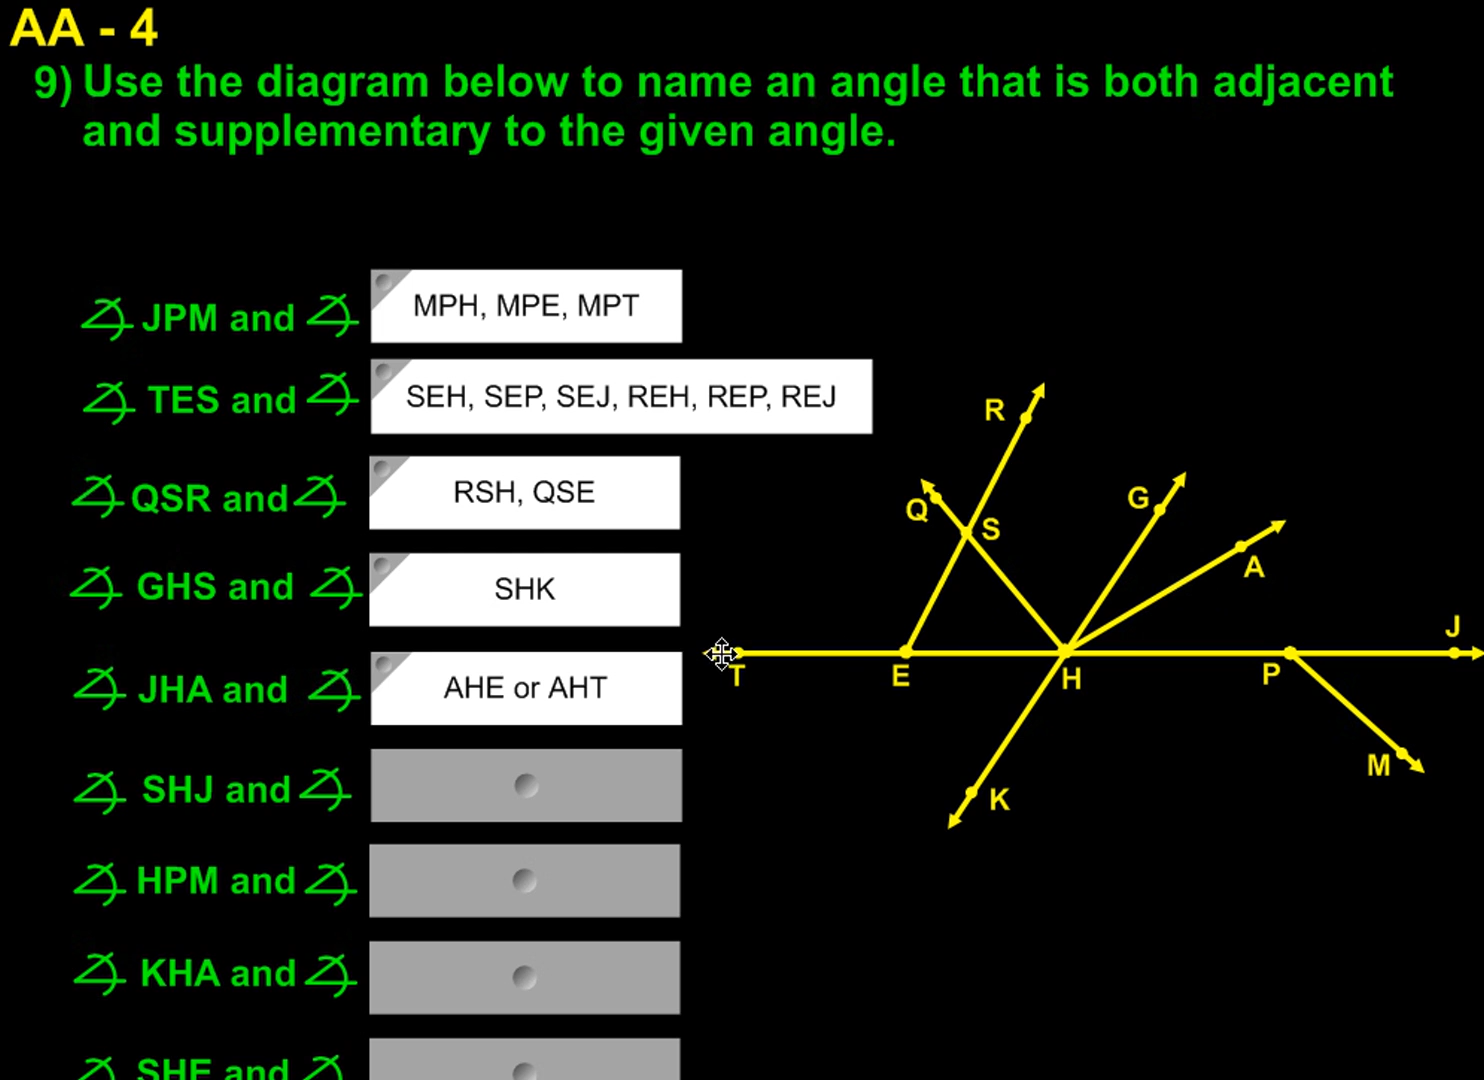 AA - 4
9) Use the diagram below to name an angle that is both adjacent
and supplementary to the given angle.
∡ JPM and ∡ MPH, MPE, MPT
∡ TES and ∡ SEH, SEP, SEJ, REH, REP, REJ
∡ QSR and ∡ RSH, QSE
∡ GHS and ∡ SHK
∡ JHA and ∡ AHE or AHT
∡ SHJ and ∡
∡ HPM and ∡
∡ KHA and ∡
∡ SHE and ∡
R
G
Q
S
A
J
T
E
H
P
M
K